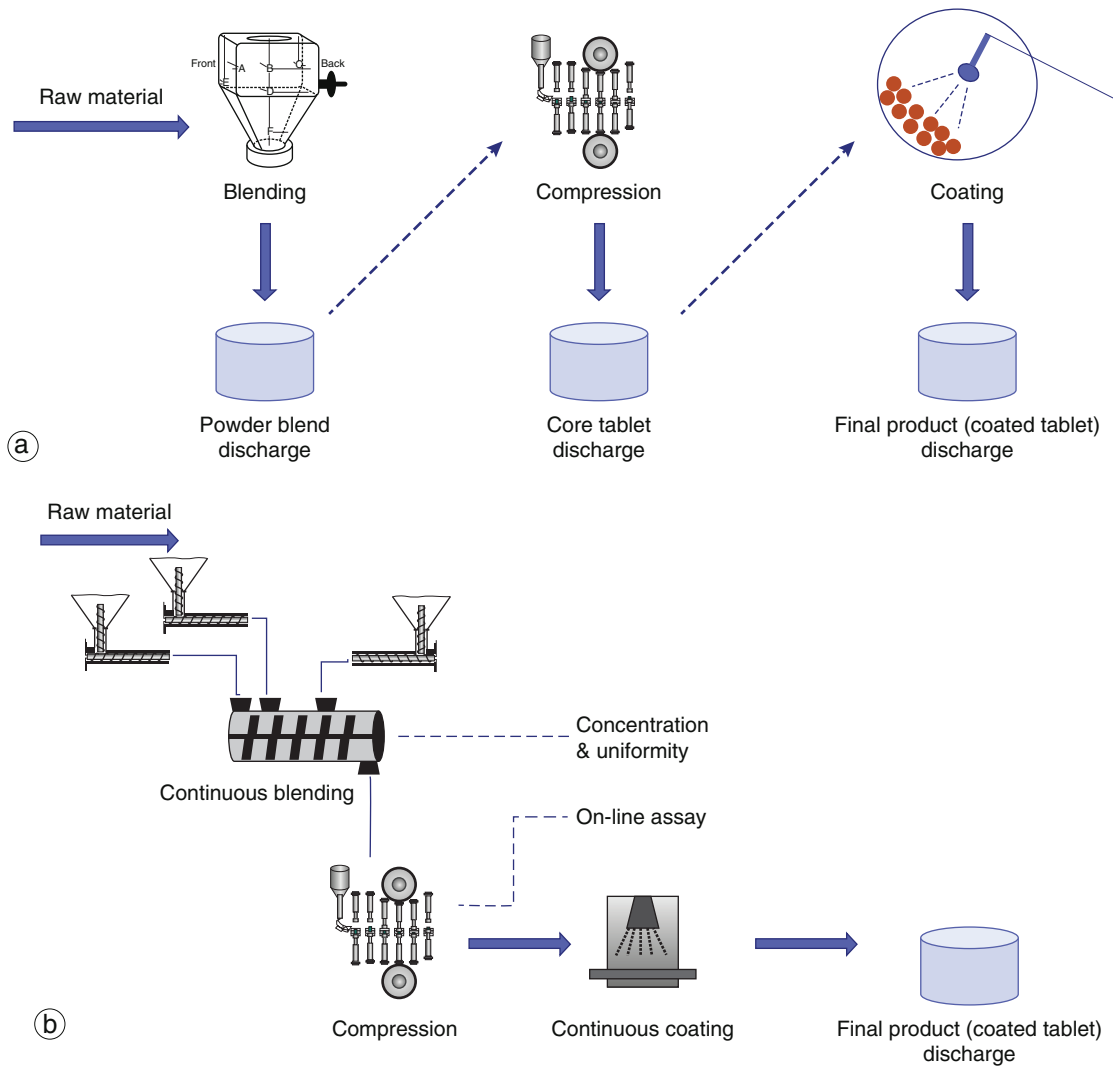 Raw material
Front
Back
A
B
C
E
D
F
Blending
Compression
Coating
Powder blend
discharge
Core tablet
discharge
Final product (coated tablet)
discharge
a
Raw material
Concentration
& uniformity
Continuous blending
On-line assay
Compression
Continuous coating
Final product (coated tablet)
discharge
b